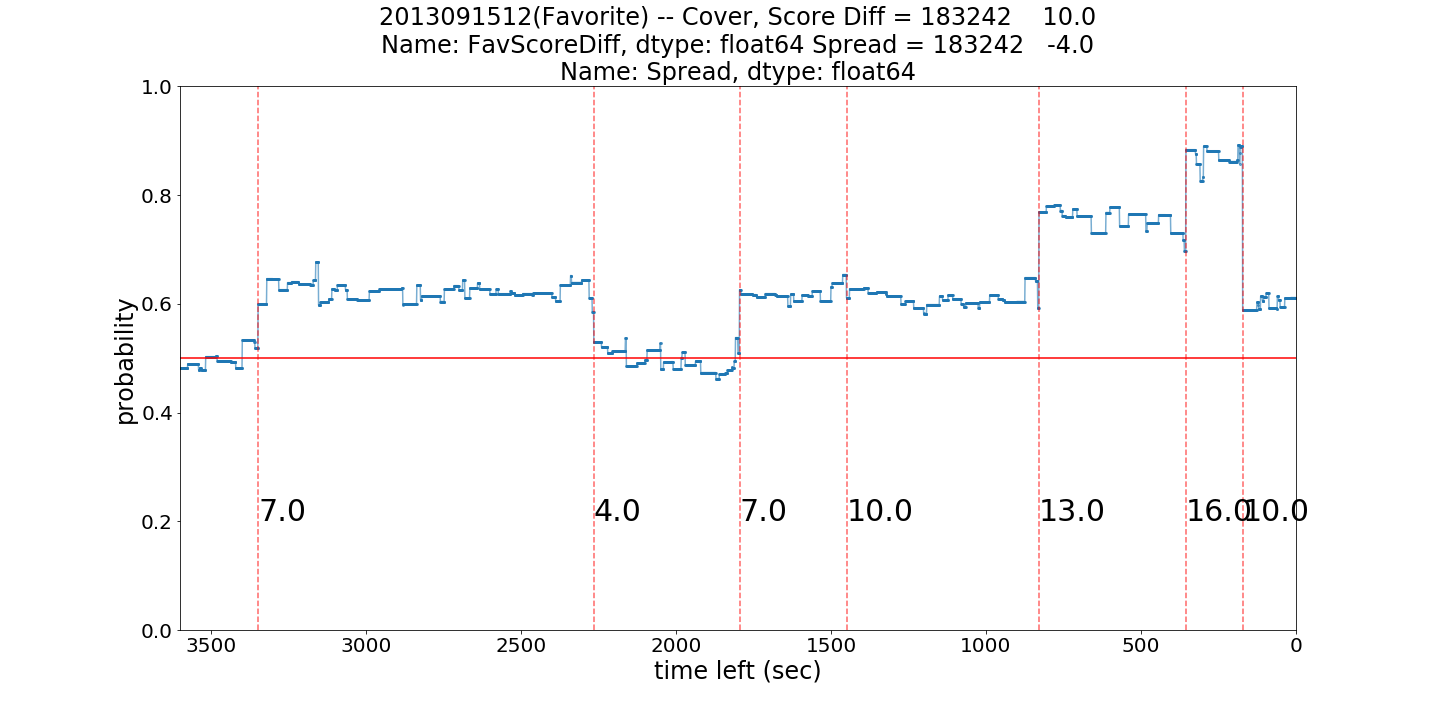 2013091512(Favorite) -- Cover, Score Diff = 183242    10.0
Name: FavScoreDiff, dtype: float64 Spread = 183242   -4.0
Name: Spread, dtype: float64
1.0
0.8
0.6
0.4
0.2
0.0
probability
7.0 4.0 7.0 10.0 13.0 16.0 10.0
3500 3000 2500 2000 1500 1000 500 0
time left (sec)